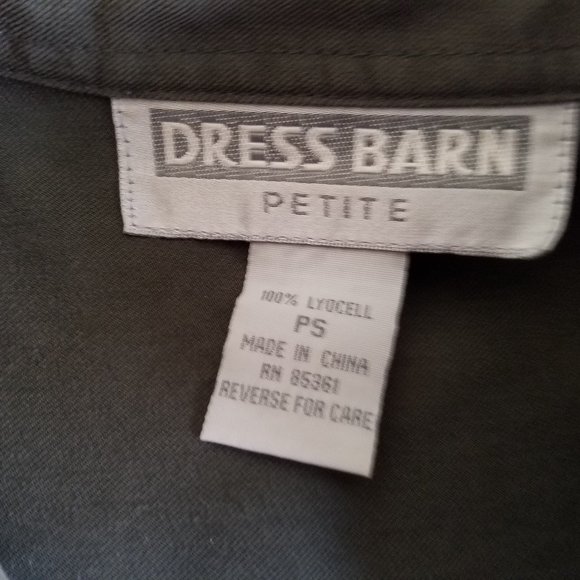 DRESS BARN
PETITE
100% LYOCELL
PS
MADE IN CHINA
RN 85361
REVERSE FOR CARE